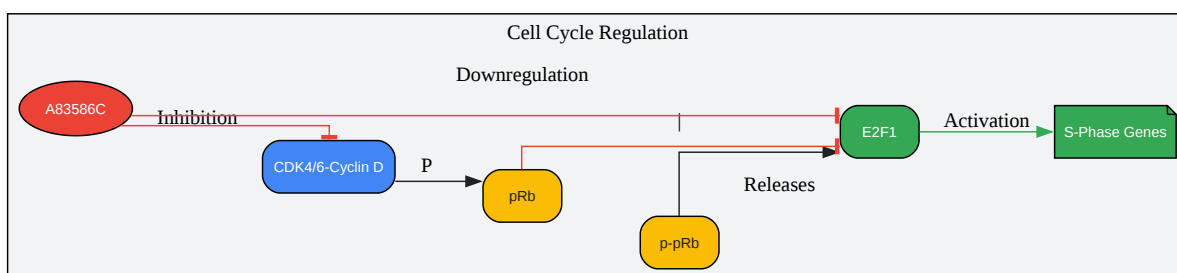 Cell Cycle Regulation
Downregulation
A83586C
Inhibition
E2F1
Activation
S-Phase Genes
CDK4/6-Cyclin D
P
pRb
Releases
p-pRb